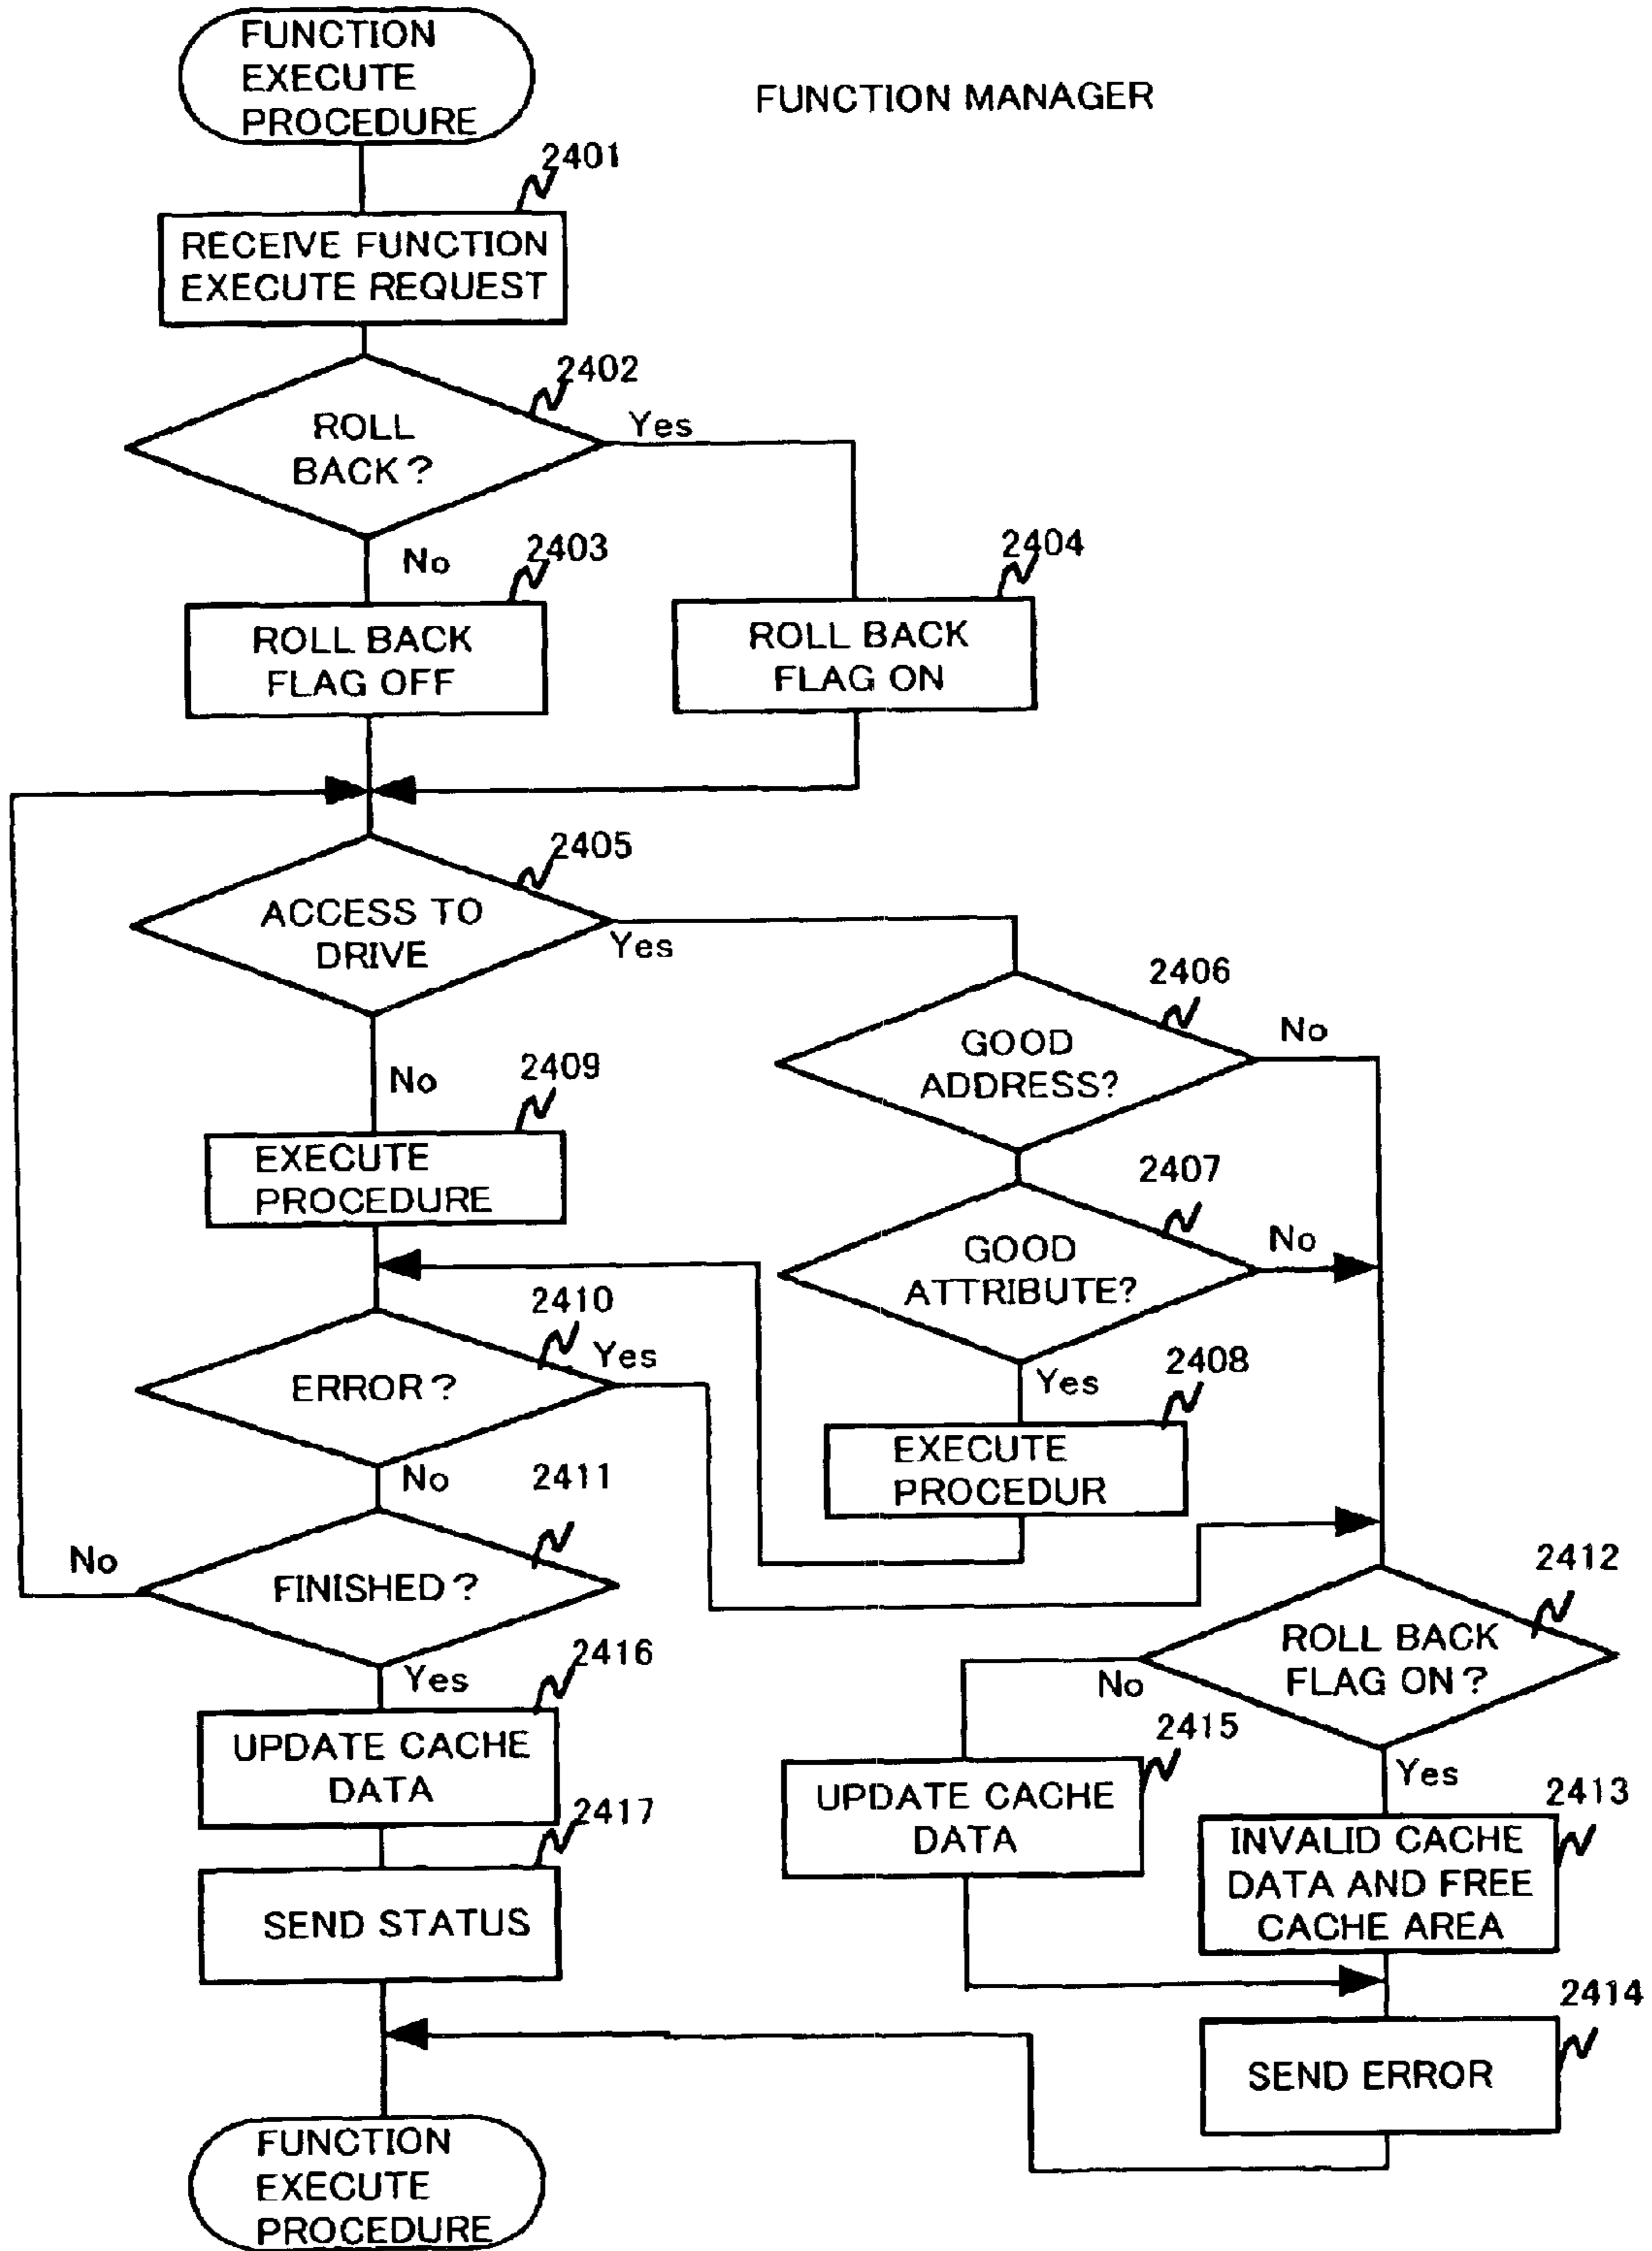 FUNCTION
EXECUTE
PROCEDURE
FUNCTION MANAGER
2401
RECEIVE FUNCTION
EXECUTE REQUEST
2402
ROLL
BACK?
Yes
No
2403
ROLL BACK
FLAG OFF
2404
ROLL BACK
FLAG ON
2405
ACCESS TO
DRIVE
Yes
No
2406
GOOD
ADDRESS?
No
2409
EXECUTE
PROCEDURE
2407
GOOD
ATTRIBUTE?
No
Yes
2408
EXECUTE
PROCEDUR
2410
ERROR?
Yes
No
2411
FINISHED?
No
Yes
2412
ROLL BACK
FLAG ON?
No
Yes
2416
UPDATE CACHE
DATA
2415
UPDATE CACHE
DATA
2413
INVALID CACHE
DATA AND FREE
CACHE AREA
2417
SEND STATUS
2414
SEND ERROR
FUNCTION
EXECUTE
PROCEDURE